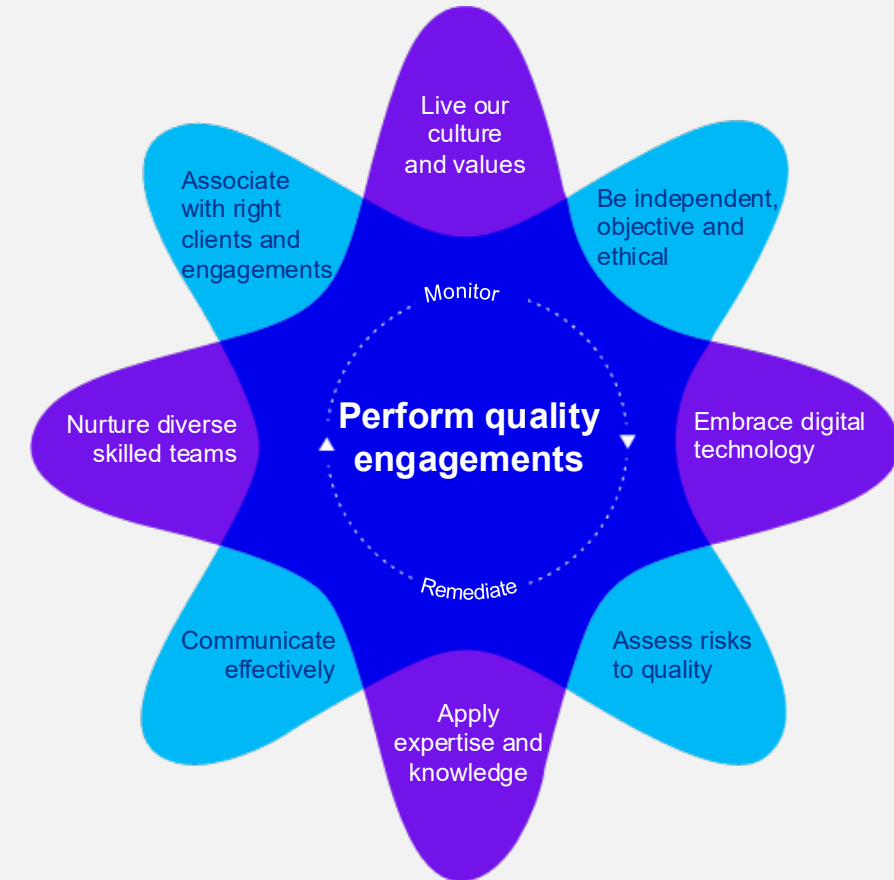 Live our
culture
and values
Be independent,
objective and
ethical
Embrace digital
technology
Assess risks
to quality
Apply
expertise and
knowledge
Communicate
effectively
Nurture diverse
skilled teams
Associate
with right
clients and
engagements
Monitor
Perform quality
engagements
Remediate